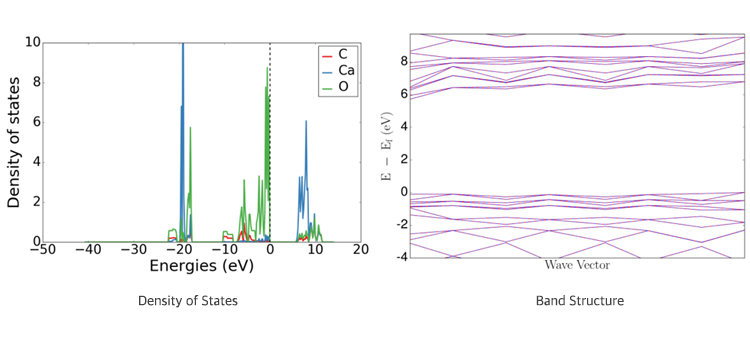 Density of states
10
8
6
4
2
0
−50 −40 −30 −20 −10 0 10 20
Energies (eV)
C
Ca
O
Density of States
E − Ef (eV)
8
6
4
2
0
-2
-4
Wave Vector
Band Structure